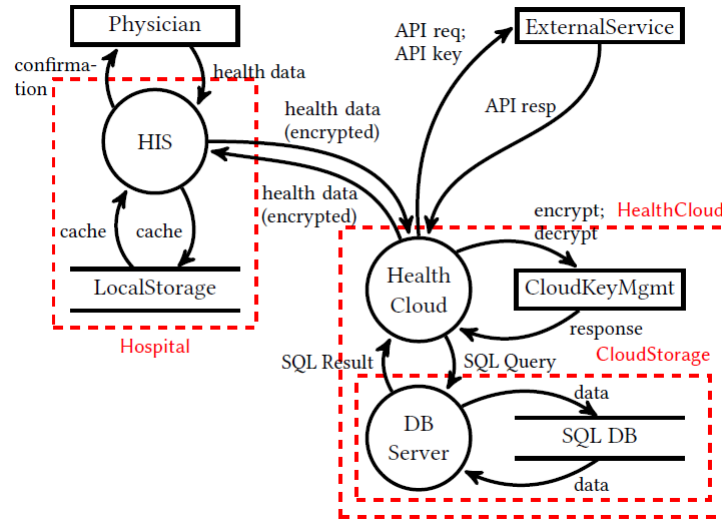 Physician
confirma-
tion
health data
HIS
cache
cache
LocalStorage
Hospital
health data
(encrypted)
health data
(encrypted)
API req;
API key
ExternalService
API resp
encrypt;
decrypt
HealthCloud
Health
Cloud
CloudKeyMgmt
response
CloudStorage
SQL Result
SQL Query
DB
Server
data
SQL DB
data